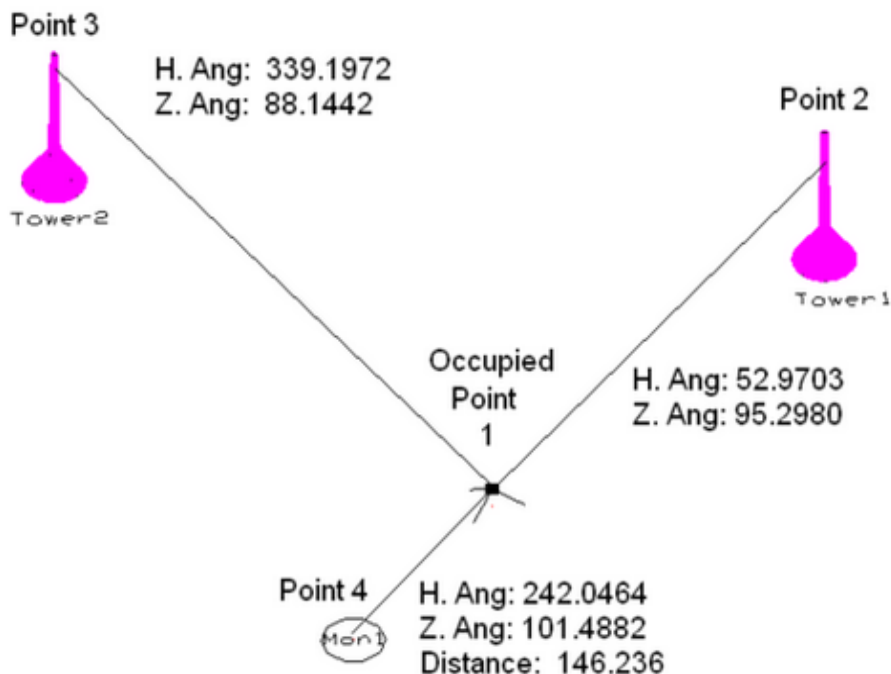 Point 3
H. Ang: 339.1972
Z. Ang: 88.1442
Tower2
Point 2
Tower1
H. Ang: 52.9703
Z. Ang: 95.2980
Occupied
Point
1
Point 4
Mon1
H. Ang: 242.0464
Z. Ang: 101.4882
Distance: 146.236